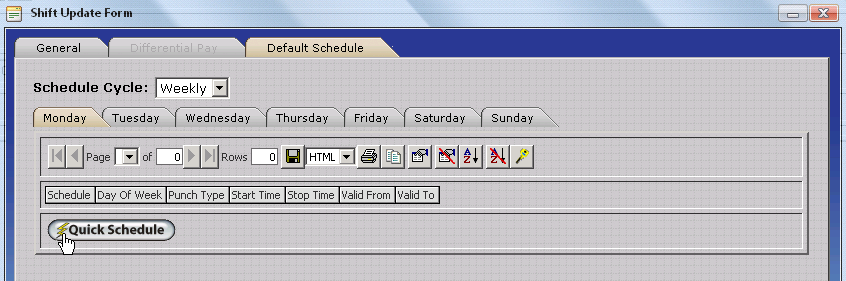 Shift Update Form
General Differential Pay Default Schedule
Schedule Cycle: Weekly
Monday Tuesday Wednesday Thursday Friday Saturday Sunday
Page of 0 Rows 0 HTML A Z A Z
Schedule Day Of Week Punch Type Start Time Stop Time Valid From Valid To
Quick Schedule